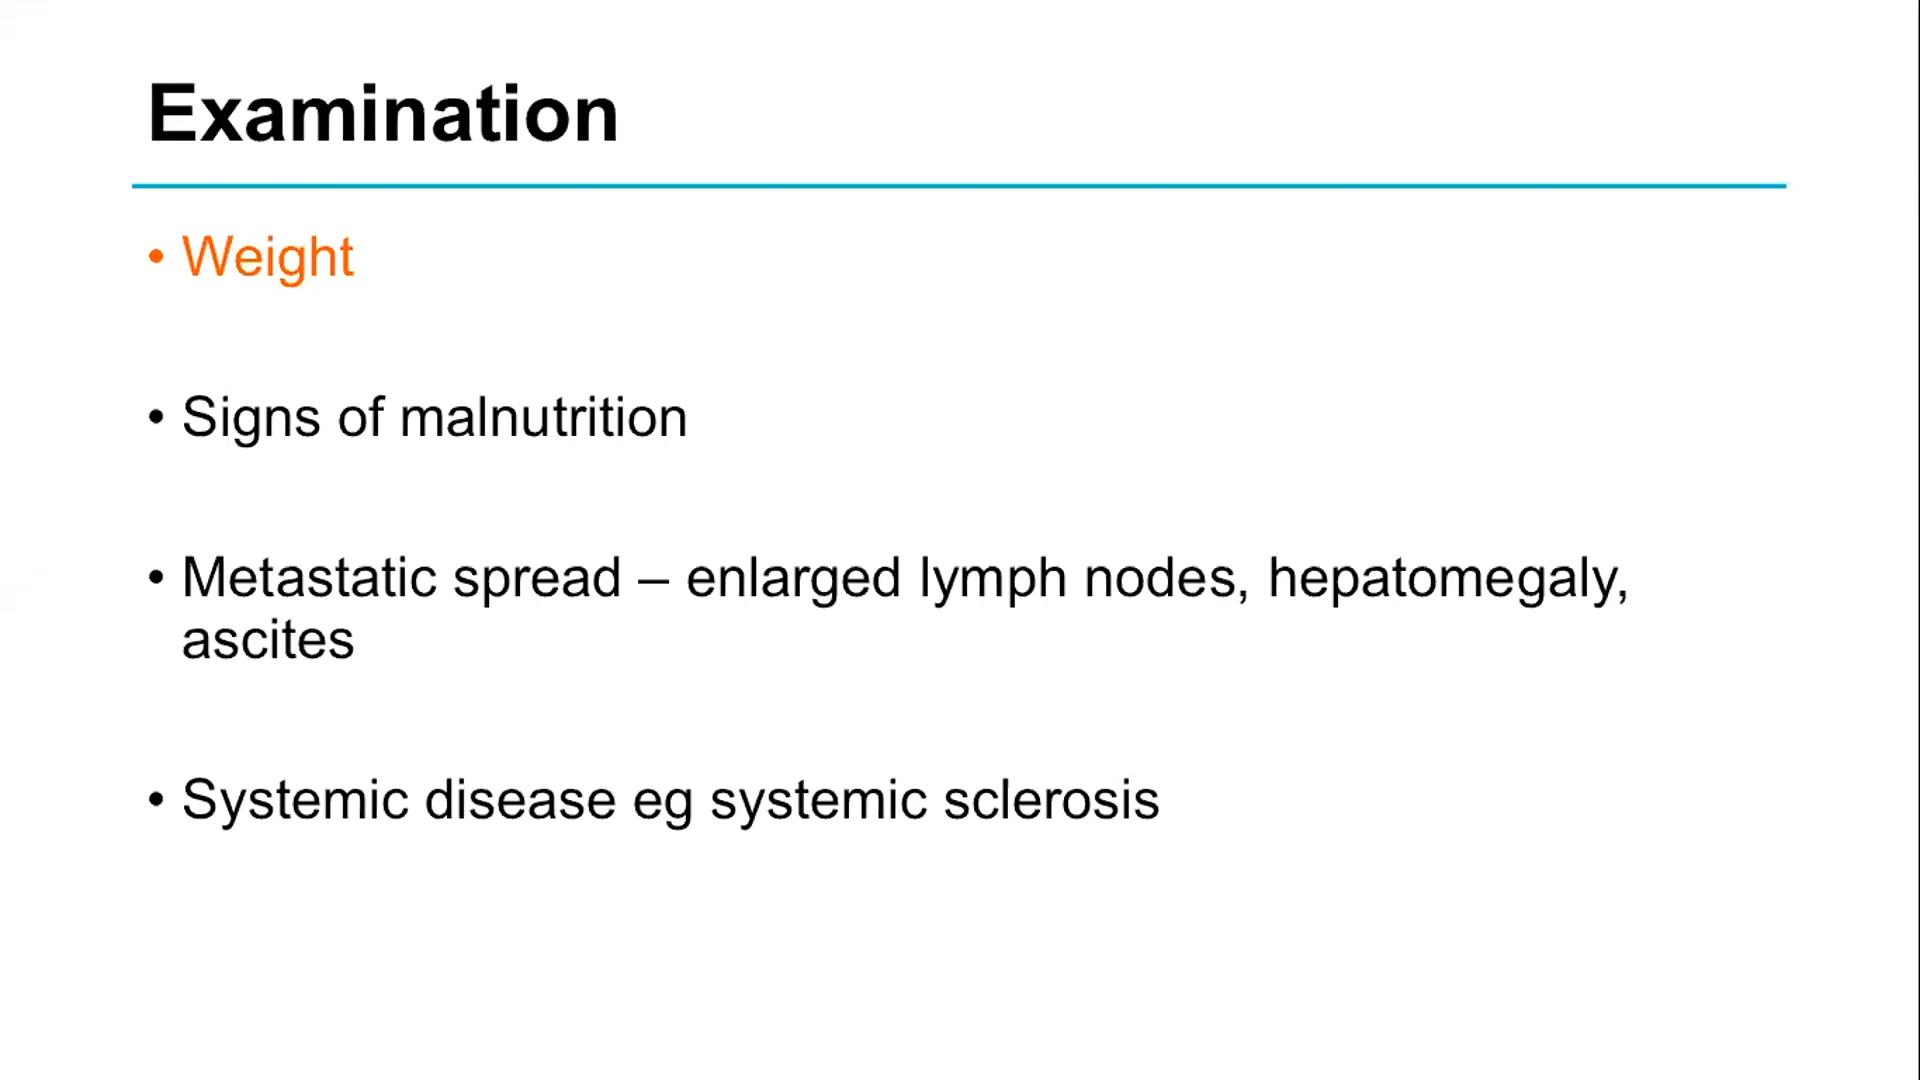 Examination
• Weight
• Signs of malnutrition
• Metastatic spread – enlarged lymph nodes, hepatomegaly,
ascites
• Systemic disease eg systemic sclerosis